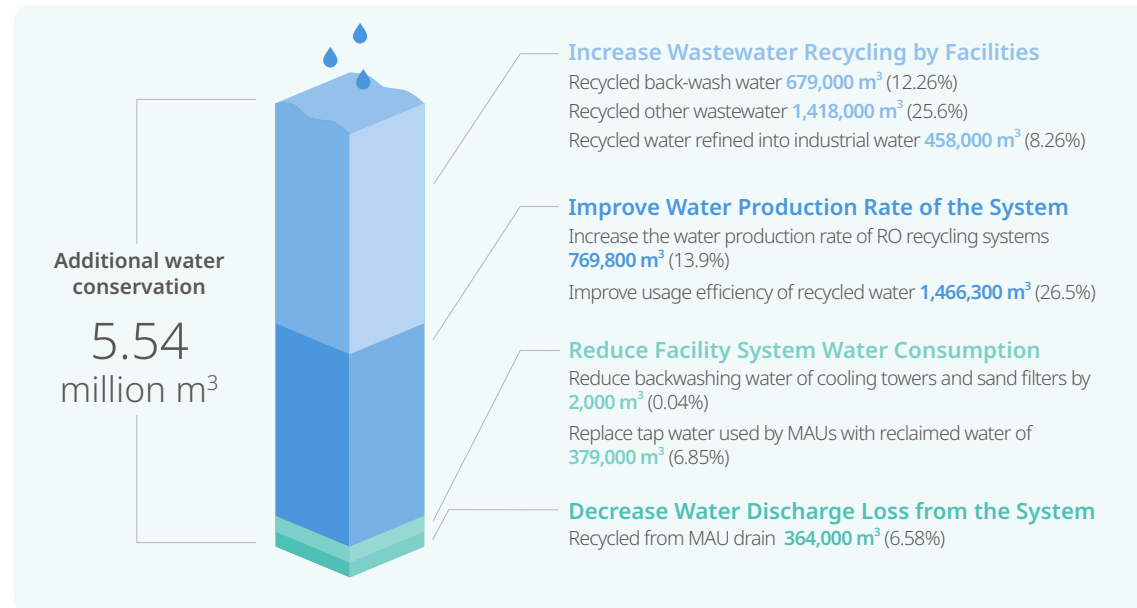 Additional water
conservation
5.54
million m³
Increase Wastewater Recycling by Facilities
Recycled back-wash water 679,000 m³ (12.26%)
Recycled other wastewater 1,418,000 m³ (25.6%)
Recycled water refined into industrial water 458,000 m³ (8.26%)
Improve Water Production Rate of the System
Increase the water production rate of RO recycling systems
769,800 m³ (13.9%)
Improve usage efficiency of recycled water 1,466,300 m³ (26.5%)
Reduce Facility System Water Consumption
Reduce backwashing water of cooling towers and sand filters by
2,000 m³ (0.04%)
Replace tap water used by MAUs with reclaimed water of
379,000 m³ (6.85%)
Decrease Water Discharge Loss from the System
Recycled from MAU drain 364,000 m³ (6.58%)